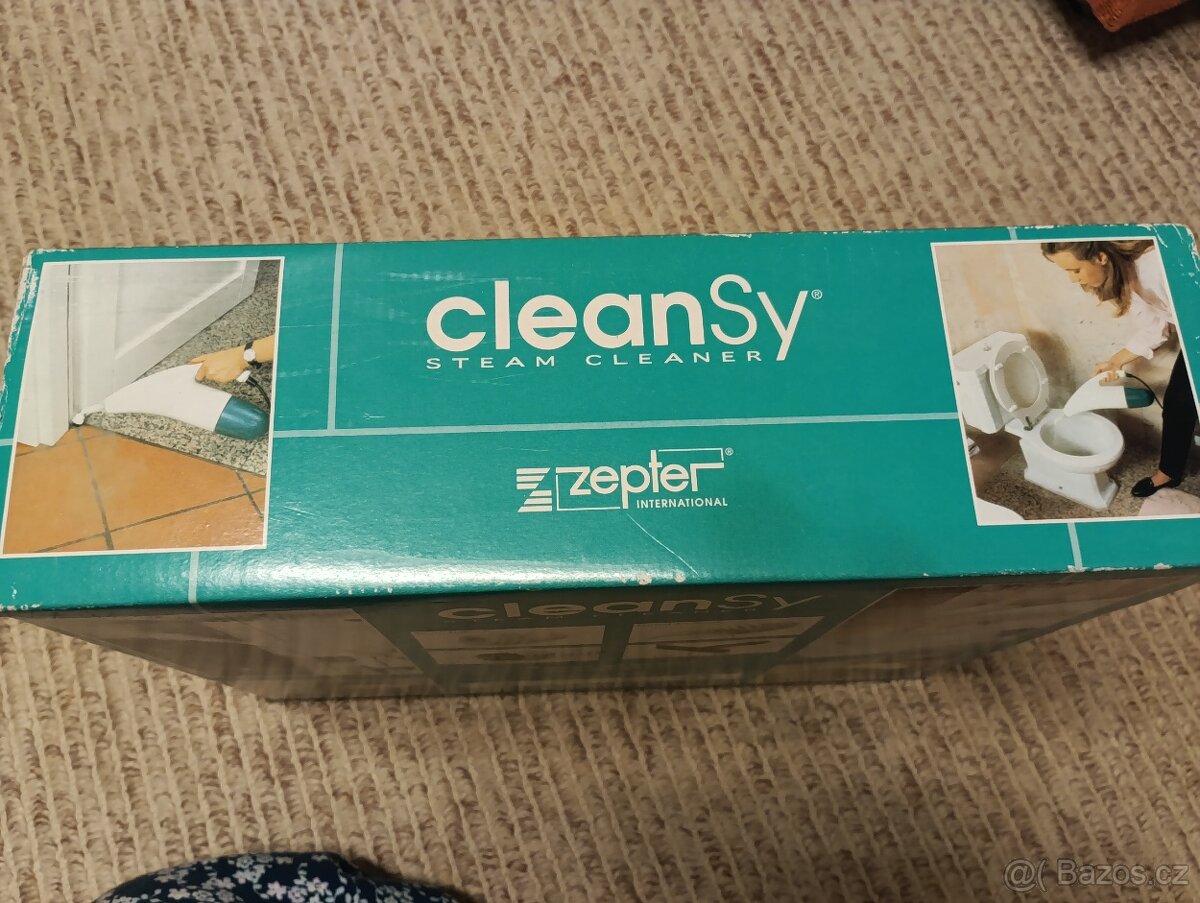 cleanSy®
STEAM CLEANER
zepter®
INTERNATIONAL
cleanSy
@( Bazos.cz